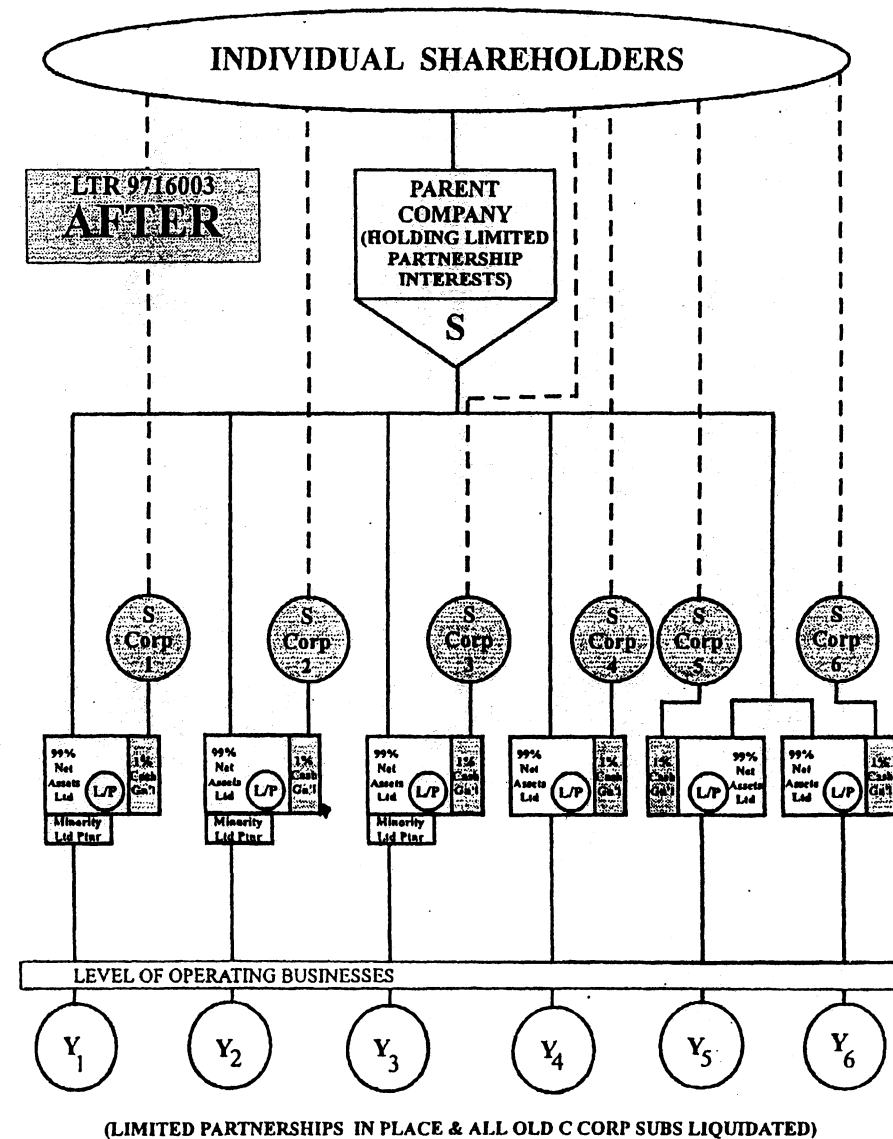 INDIVIDUAL SHAREHOLDERS
LTR 9716003
AFTER
PARENT
COMPANY
(HOLDING LIMITED
PARTNERSHIP
INTERESTS)
S
S
Corp
1
S
Corp
2
S
Corp
3
S
Corp
4
S
Corp
5
S
Corp
6
99%
Net
Assets
Ltd
L/P
1%
Cash
Gn'l
Minority
Ltd Ptnr
99%
Net
Assets
Ltd
L/P
1%
Cash
Gn'l
Minority
Ltd Ptnr
99%
Net
Assets
Ltd
L/P
1%
Cash
Gn'l
Minority
Ltd Ptnr
99%
Net
Assets
Ltd
L/P
1%
Cash
Gn'l
1%
Cash
Gn'l
L/P
99%
Net
Assets
Ltd
99%
Net
Assets
Ltd
L/P
1%
Cash
Gn'l
LEVEL OF OPERATING BUSINESSES
Y1
Y2
Y3
Y4
Y5
Y6
(LIMITED PARTNERSHIPS IN PLACE & ALL OLD C CORP SUBS LIQUIDATED)